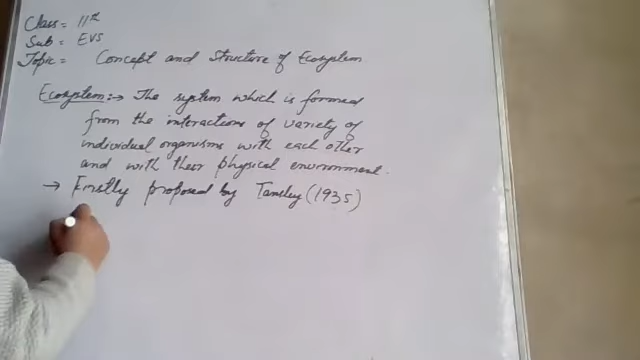 Class = 11th
Sub = EVS
Topic = Concept and Structure of Ecosystem
Ecosystem :→ The system which is formed
from the interactions of variety of
individual organisms with each other
and with their physical environment.
→ Firstly proposed by Tansley (1935)